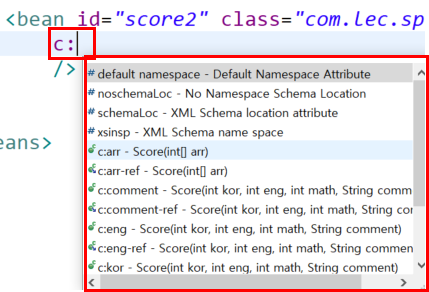 <bean id="score2" class="com.lec.sp
c:
/>
eans>
# default namespace - Default Namespace Attribute
# noschemaLoc - No Namespace Schema Location
# schemaLoc - XML Schema location attribute
# xsinsp - XML Schema name space
c:arr - Score(int[] arr)
c:arr-ref - Score(int[] arr)
c:comment - Score(int kor, int eng, int math, String comm
c:comment-ref - Score(int kor, int eng, int math, String cor
c:eng - Score(int kor, int eng, int math, String comment)
c:eng-ref - Score(int kor, int eng, int math, String commen
c:kor - Score(int kor, int eng, int math, String comment)